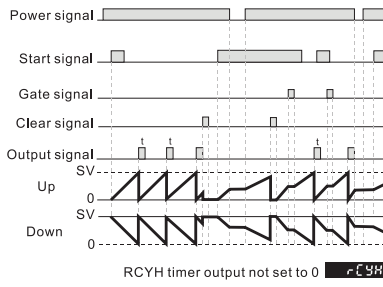 Power signal
Start signal
Gate signal
Clear signal
t t t
Output signal
SV
Up
0
SV
Down
0
RCYH timer output not set to 0 rCYH